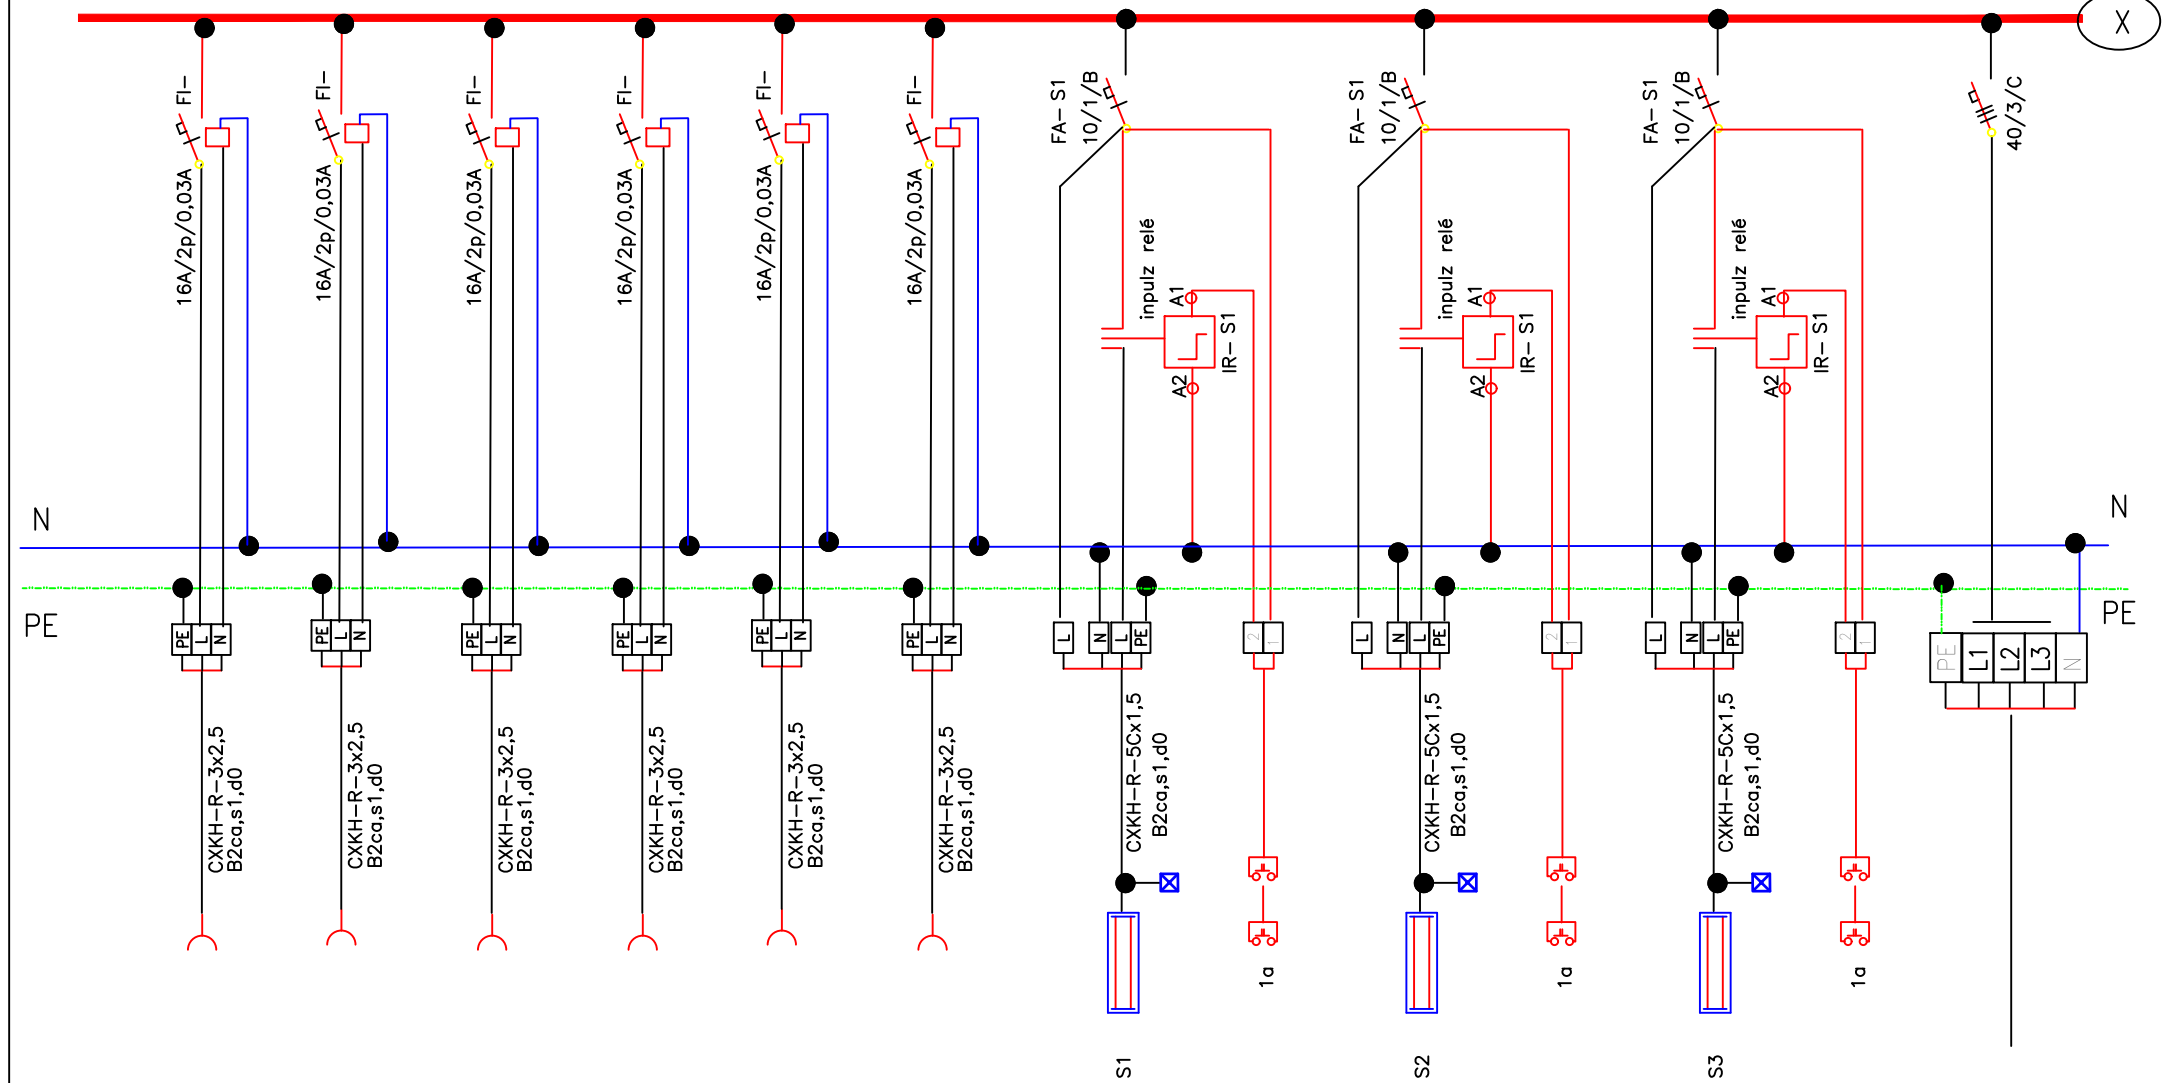 X
FI-
16A/2p/0,03A
FI-
16A/2p/0,03A
FI-
16A/2p/0,03A
FI-
16A/2p/0,03A
FI-
16A/2p/0,03A
FI-
16A/2p/0,03A
FA-S1
10/1/B
FA-S1
10/1/B
FA-S1
10/1/B
40/3/C
inpulz relé
A1
IR-S1
A2
inpulz relé
A1
IR-S1
A2
inpulz relé
A1
IR-S1
A2
N
N
PE
PE
PE L N
PE L N
PE L N
PE L N
PE L N
PE L N
L N L PE
2 1
L N L PE
2 1
L N L PE
2 1
PE L1 L2 L3 N
CXKH-R-3x2,5
B2ca,s1,d0
CXKH-R-3x2,5
B2ca,s1,d0
CXKH-R-3x2,5
B2ca,s1,d0
CXKH-R-3x2,5
B2ca,s1,d0
CXKH-R-3x2,5
B2ca,s1,d0
CXKH-R-3x2,5
B2ca,s1,d0
CXKH-R-5Cx1,5
B2ca,s1,d0
CXKH-R-5Cx1,5
B2ca,s1,d0
CXKH-R-5Cx1,5
B2ca,s1,d0
1a
1a
1a
S1
S2
S3